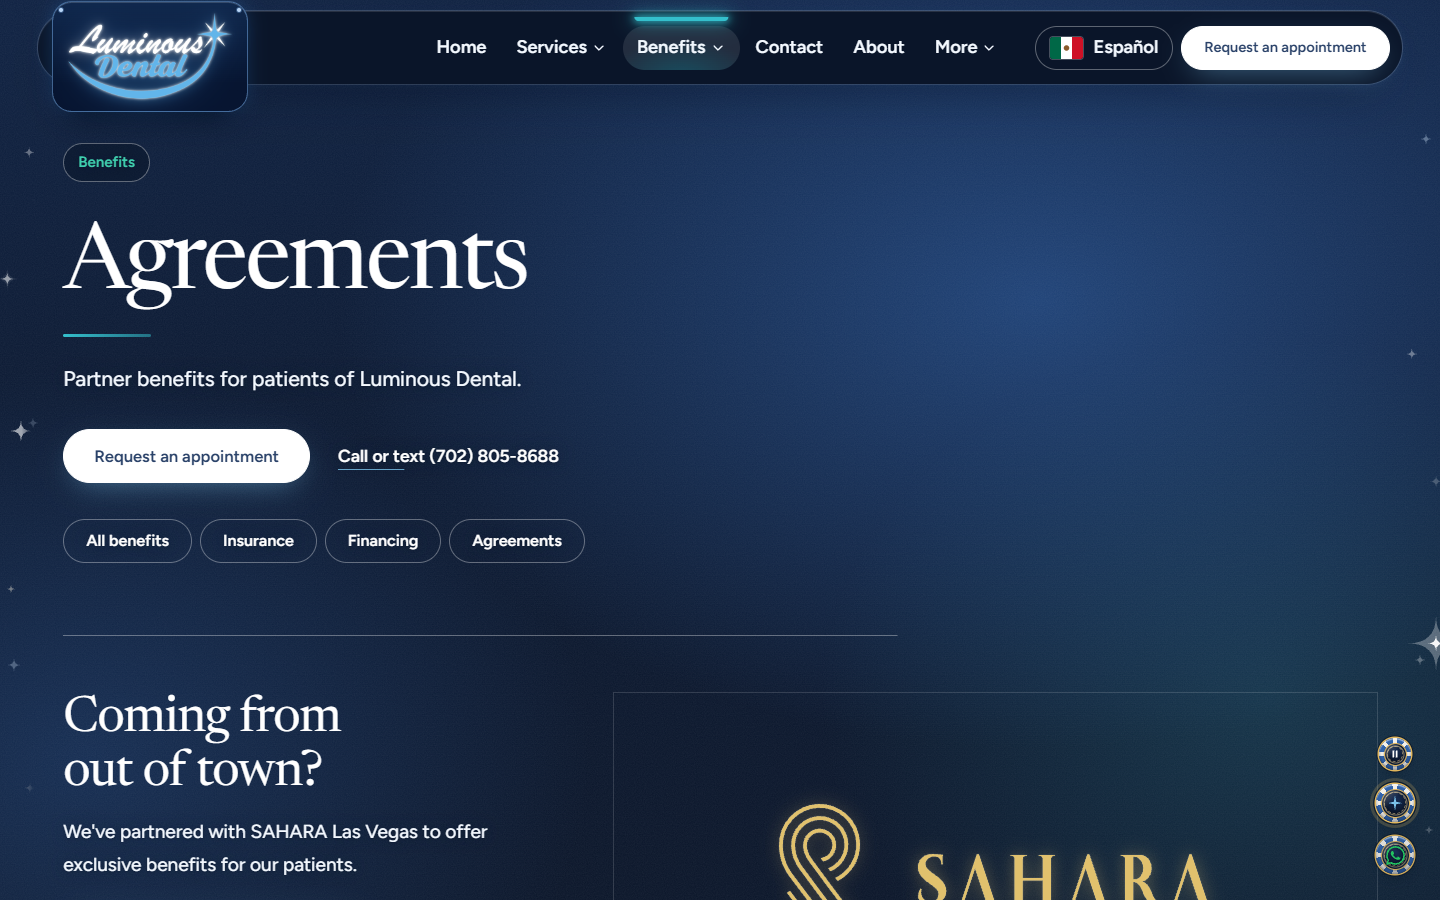 Luminous
Dental
Home
Services
Benefits
Contact
About
More
Español
Request an appointment
Benefits
Agreements
Partner benefits for patients of Luminous Dental.
Request an appointment
Call or text (702) 805-8688
All benefits
Insurance
Financing
Agreements
Coming from
out of town?
We've partnered with SAHARA Las Vegas to offer
exclusive benefits for our patients.
SAHARA